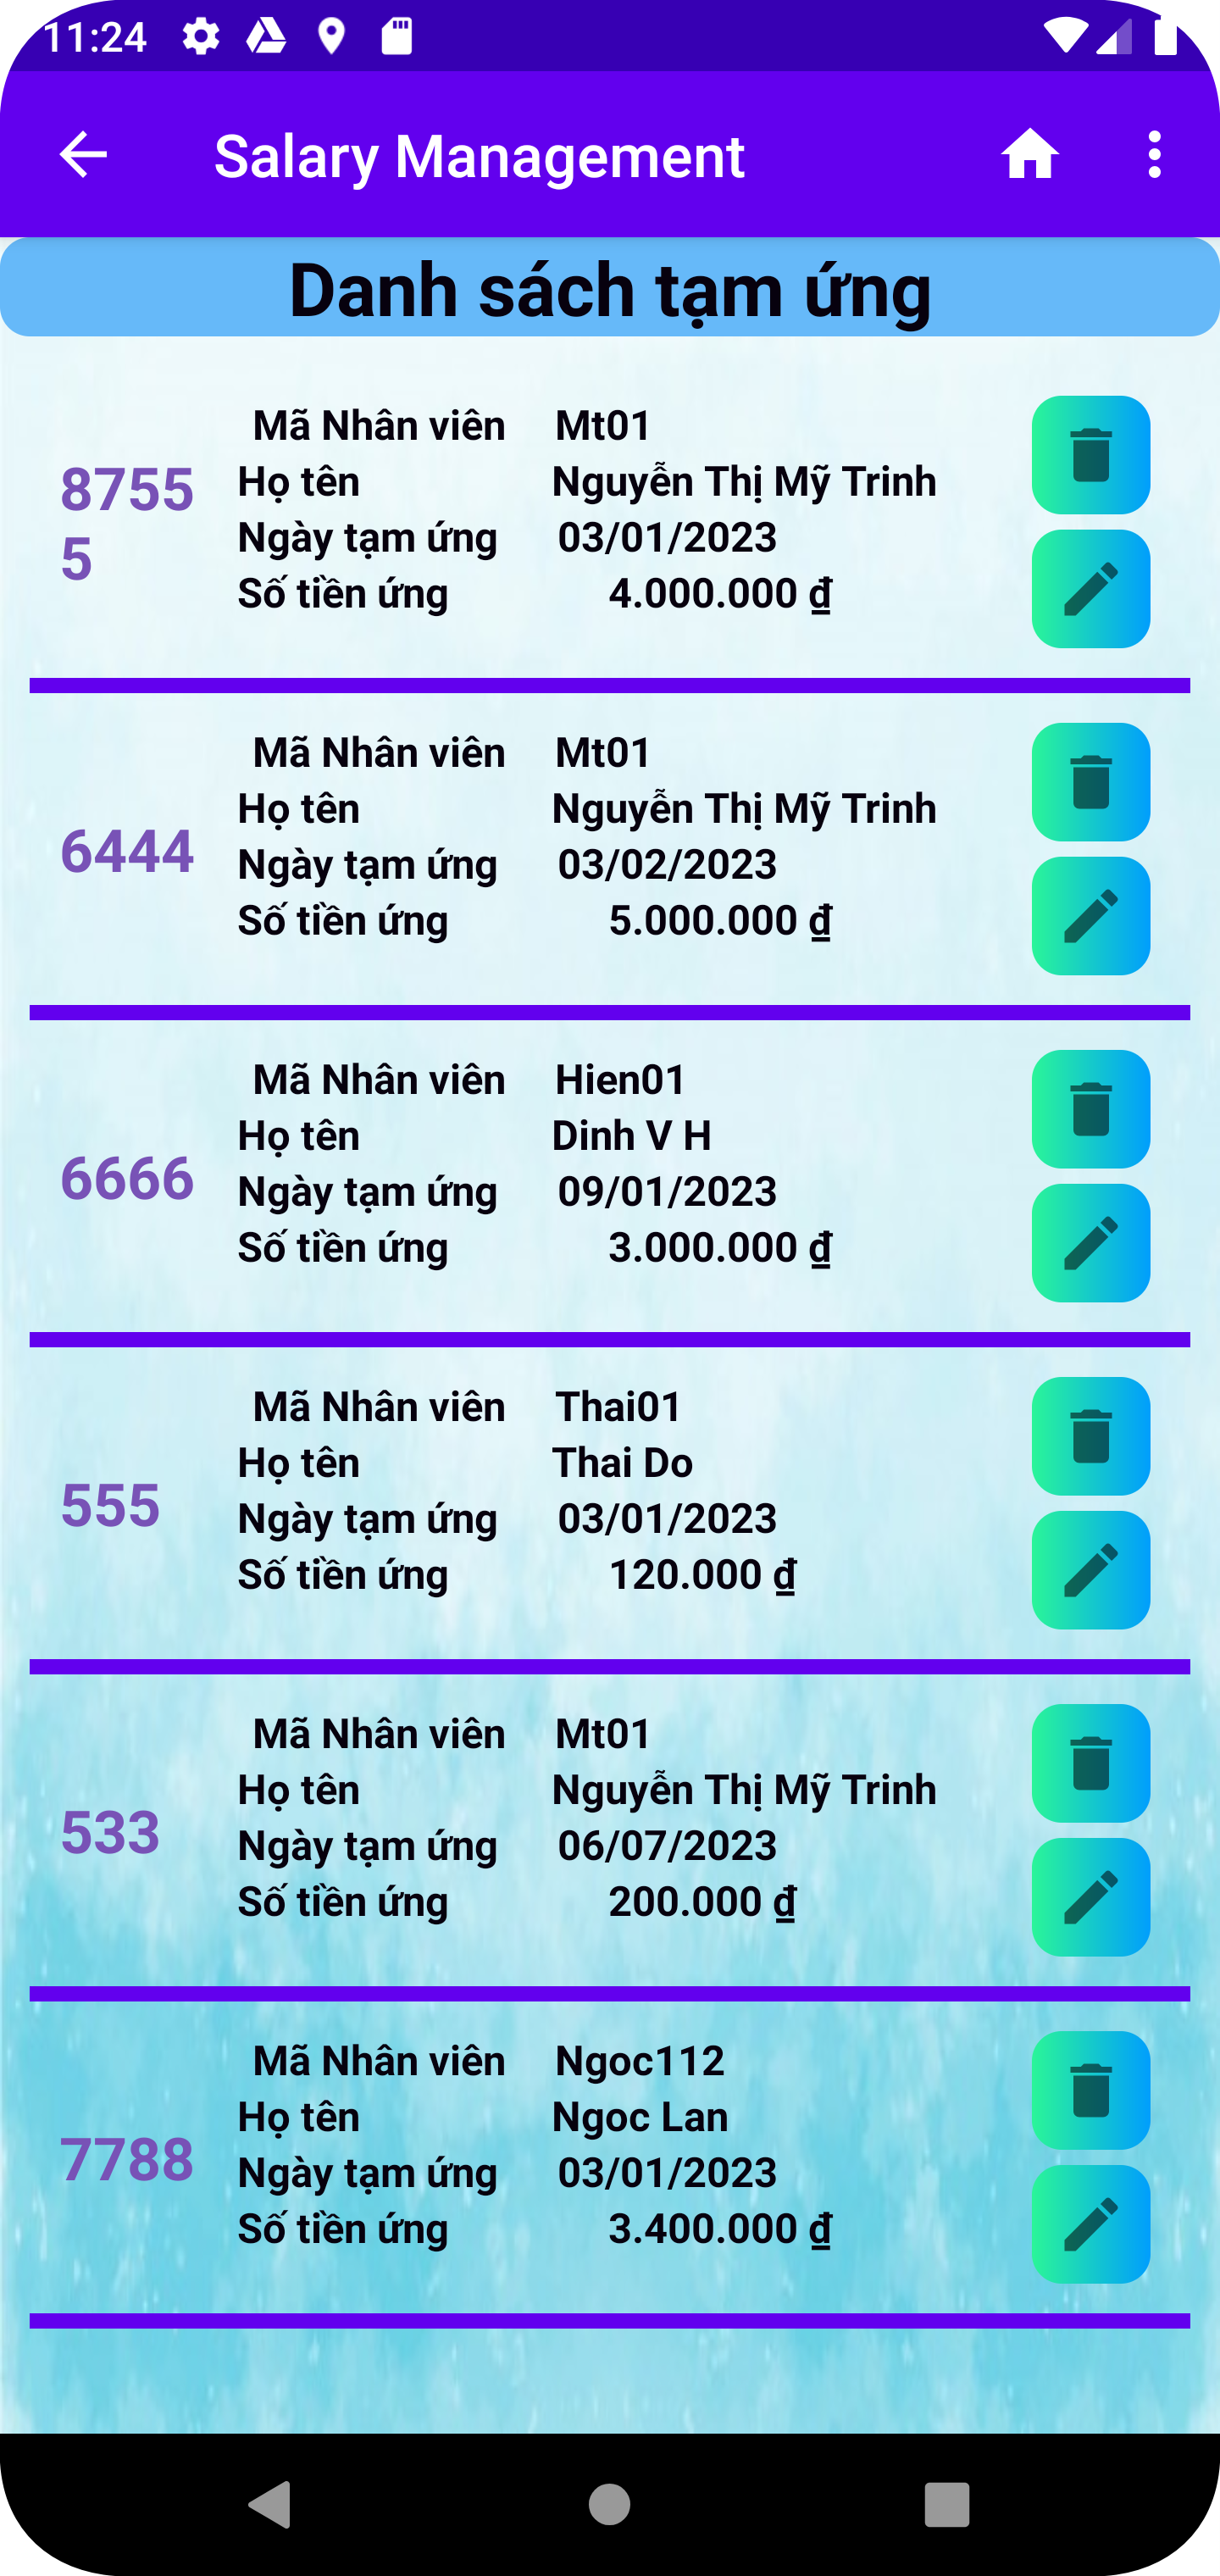 11:24
Salary Management
Danh sách tạm ứng
87555
Mã Nhân viên Mt01
Họ tên Nguyễn Thị Mỹ Trinh
Ngày tạm ứng 03/01/2023
Số tiền ứng 4.000.000 ₫
6444
Mã Nhân viên Mt01
Họ tên Nguyễn Thị Mỹ Trinh
Ngày tạm ứng 03/02/2023
Số tiền ứng 5.000.000 ₫
6666
Mã Nhân viên Hien01
Họ tên Dinh V H
Ngày tạm ứng 09/01/2023
Số tiền ứng 3.000.000 ₫
555
Mã Nhân viên Thai01
Họ tên Thai Do
Ngày tạm ứng 03/01/2023
Số tiền ứng 120.000 ₫
533
Mã Nhân viên Mt01
Họ tên Nguyễn Thị Mỹ Trinh
Ngày tạm ứng 06/07/2023
Số tiền ứng 200.000 ₫
7788
Mã Nhân viên Ngoc112
Họ tên Ngoc Lan
Ngày tạm ứng 03/01/2023
Số tiền ứng 3.400.000 ₫